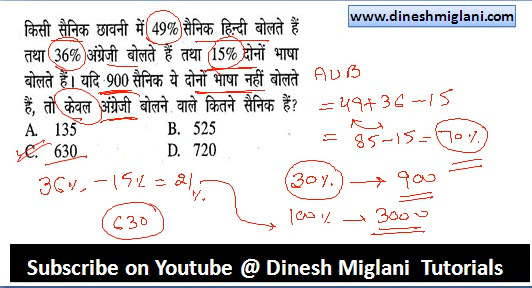 www.dineshmiglani.com
किसी सैनिक छावनी में 49% सैनिक हिन्दी बोलते हैं
तथा 36% अंग्रेजी बोलते हैं तथा 15% दोनों भाषा
बोलते हैं। यदि 900 सैनिक ये दोनों भाषा नहीं बोलते
हैं, तो केवल अंग्रेजी बोलने वाले कितने सैनिक हैं?
A. 135 B. 525
C. 630 D. 720
AUB
= 49+36-15
= 85-15 = 70%
36% - 15% = 21%
630
30% → 900
100% → 3000
Subscribe on Youtube @ Dinesh Miglani Tutorials